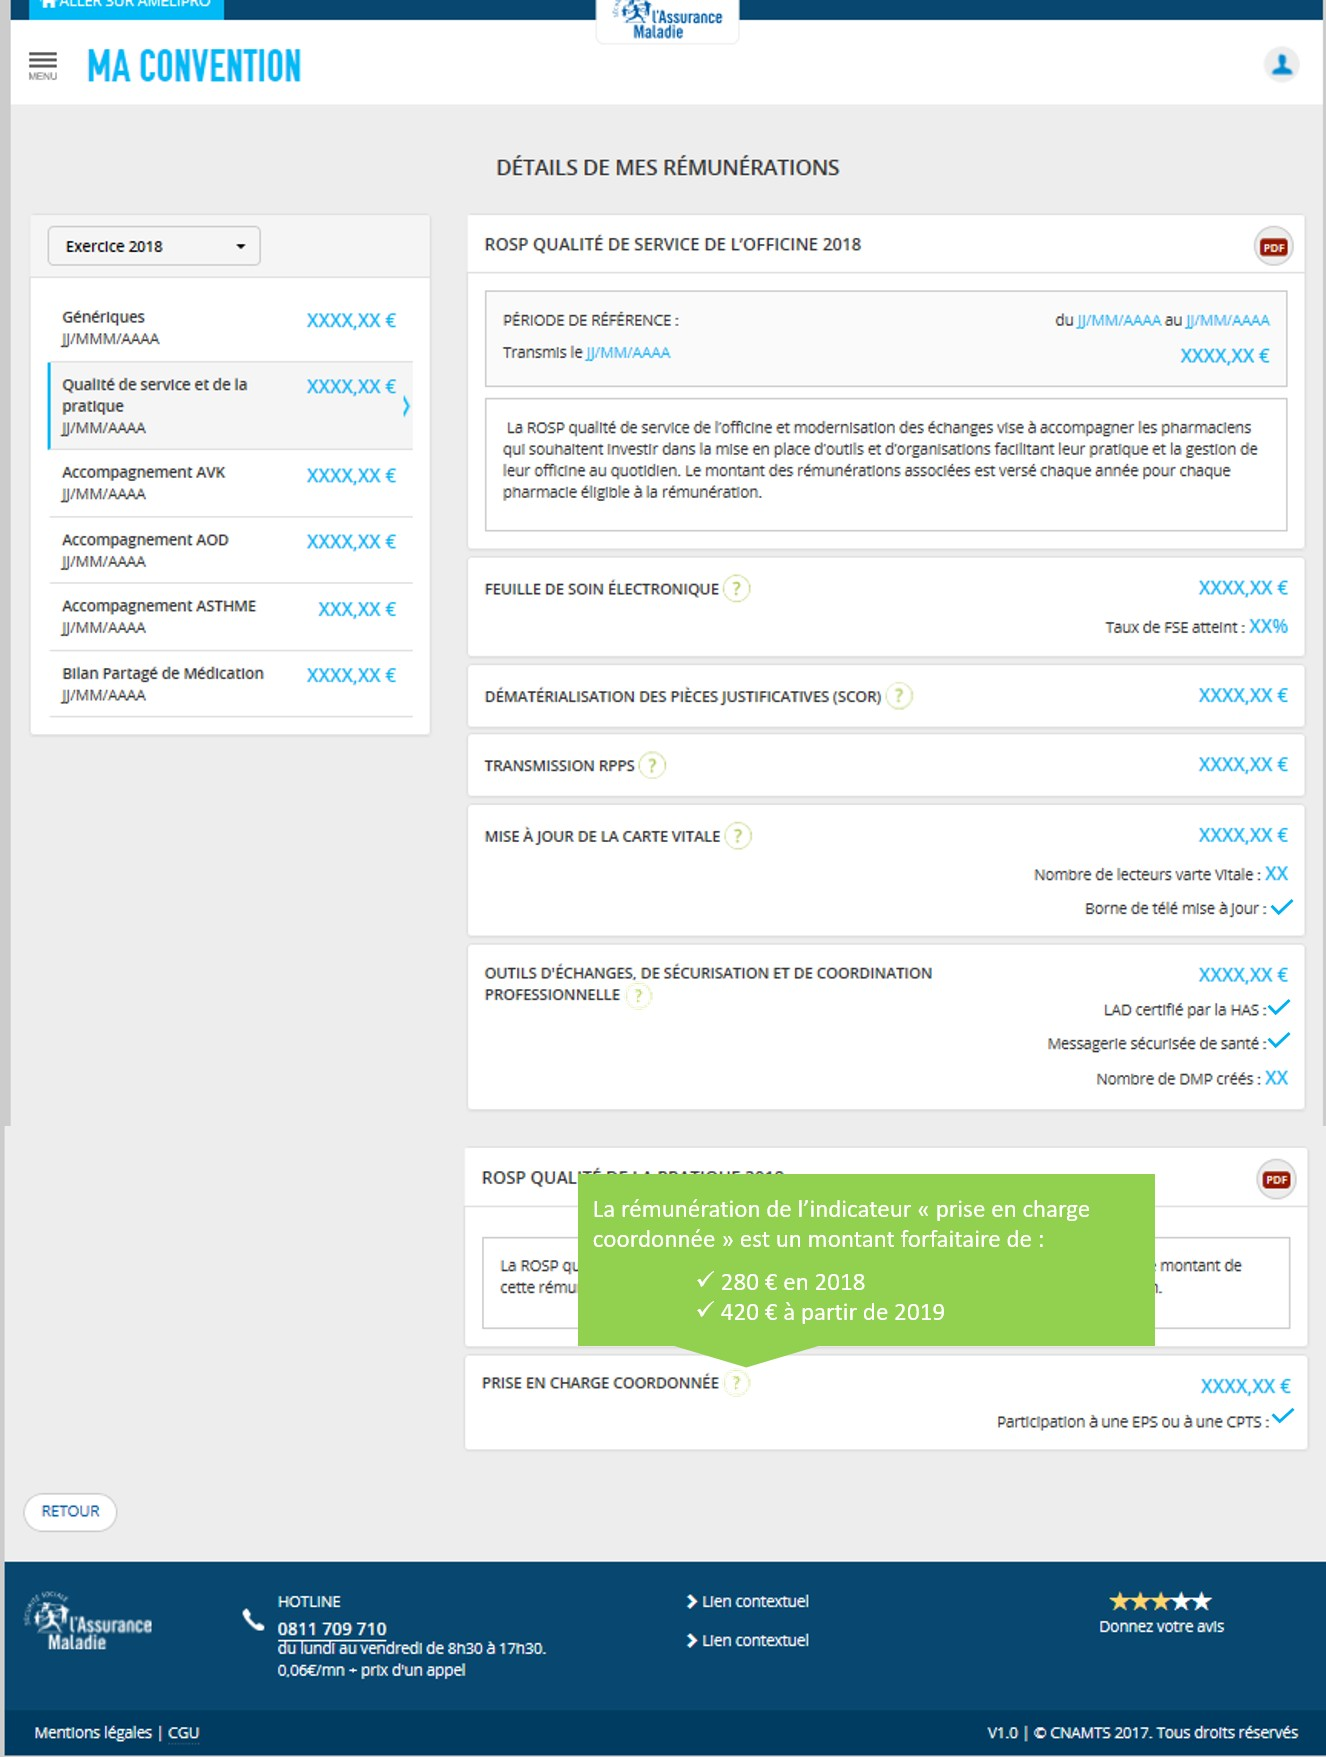 ALLER SUR AMELIPRO
l'Assurance
Maladie
MENU
MA CONVENTION
DÉTAILS DE MES RÉMUNÉRATIONS
Exercice 2018
Génériques XXXX,XX €
JJ/MMM/AAAA
Qualité de service et de la XXXX,XX €
pratique
JJ/MM/AAAA
Accompagnement AVK XXXX,XX €
JJ/MM/AAAA
Accompagnement AOD XXXX,XX €
JJ/MM/AAAA
Accompagnement ASTHME XXX,XX €
JJ/MM/AAAA
Bilan Partagé de Médication XXXX,XX €
JJ/MM/AAAA
ROSP QUALITÉ DE SERVICE DE L'OFFICINE 2018 PDF
PÉRIODE DE RÉFÉRENCE : du JJ/MM/AAAA au JJ/MM/AAAA
Transmis le JJ/MM/AAAA XXXX,XX €
La ROSP qualité de service de l'officine et modernisation des échanges vise à accompagner les pharmaciens
qui souhaitent investir dans la mise en place d'outils et d'organisations facilitant leur pratique et la gestion de
leur officine au quotidien. Le montant des rémunérations associées est versé chaque année pour chaque
pharmacie éligible à la rémunération.
FEUILLE DE SOIN ÉLECTRONIQUE ? XXXX,XX €
Taux de FSE atteint : XX%
DÉMATÉRIALISATION DES PIÈCES JUSTIFICATIVES (SCOR) ? XXXX,XX €
TRANSMISSION RPPS ? XXXX,XX €
MISE À JOUR DE LA CARTE VITALE ? XXXX,XX €
Nombre de lecteurs varte Vitale : XX
Borne de télé mise à jour : ✓
OUTILS D'ÉCHANGES, DE SÉCURISATION ET DE COORDINATION XXXX,XX €
PROFESSIONNELLE ?
LAD certifié par la HAS : ✓
Messagerie sécurisée de santé : ✓
Nombre de DMP créés : XX
ROSP QUALITÉ DE LA PRATIQUE 2018 PDF
La rémunération de l'indicateur « prise en charge
coordonnée » est un montant forfaitaire de :
✓ 280 € en 2018
✓ 420 € à partir de 2019
La ROSP qu montant de
cette rému
PRISE EN CHARGE COORDONNÉE ? XXXX,XX €
Participation à une EPS ou à une CPTS : ✓
RETOUR
SÉCURITÉ SOCIALE
l'Assurance
Maladie
HOTLINE
0811 709 710
du lundi au vendredi de 8h30 à 17h30.
0,06€/mn + prix d'un appel
Lien contextuel
Lien contextuel
Donnez votre avis
Mentions légales | CGU
V1.0 | © CNAMTS 2017. Tous droits réservés